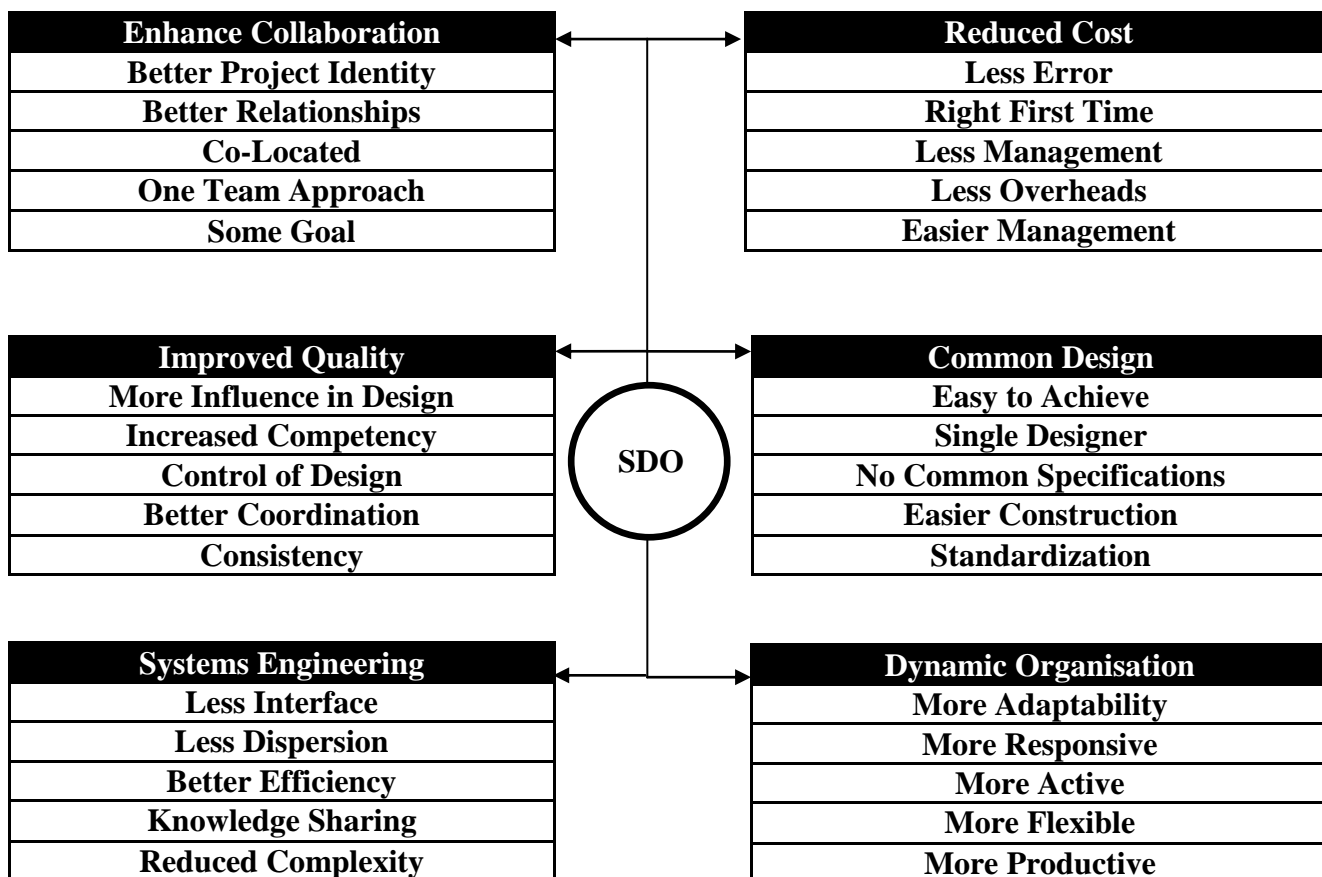 Enhance Collaboration
Better Project Identity
Better Relationships
Co-Located
One Team Approach
Some Goal
Reduced Cost
Less Error
Right First Time
Less Management
Less Overheads
Easier Management
Improved Quality
More Influence in Design
Increased Competency
Control of Design
Better Coordination
Consistency
SDO
Common Design
Easy to Achieve
Single Designer
No Common Specifications
Easier Construction
Standardization
Systems Engineering
Less Interface
Less Dispersion
Better Efficiency
Knowledge Sharing
Reduced Complexity
Dynamic Organisation
More Adaptability
More Responsive
More Active
More Flexible
More Productive